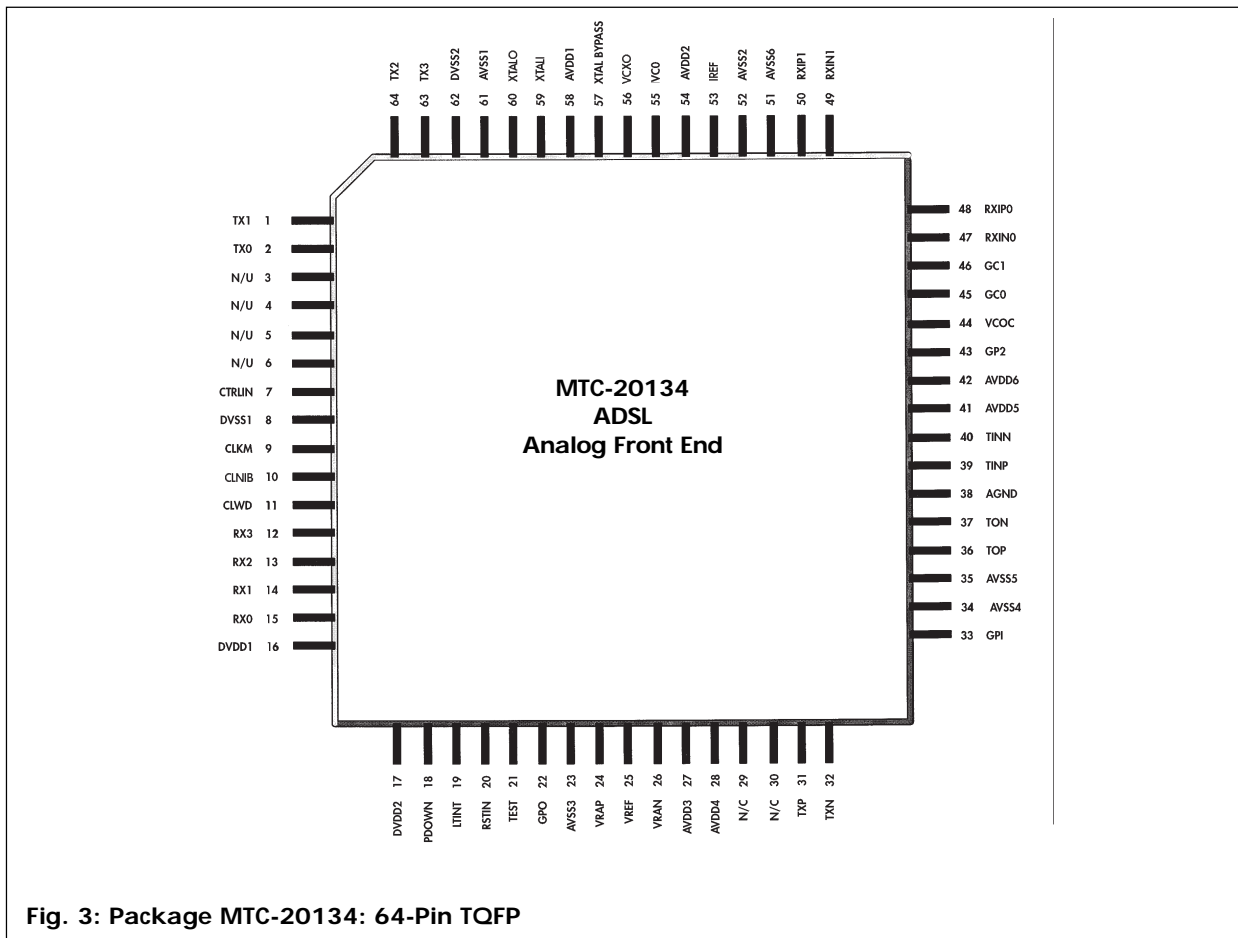 64 TX2
63 TX3
62 DVSS2
61 AVSS1
60 XTALO
59 XTALI
58 AVDD1
57 XTAL BYPASS
56 VCXO
55 IVC0
54 AVDD2
53 IREF
52 AVSS2
51 AVSS6
50 RXIP1
49 RXIN1
TX1 1
TX0 2
N/U 3
N/U 4
N/U 5
N/U 6
CTRLIN 7
DVSS1 8
CLKM 9
CLNIB 10
CLWD 11
RX3 12
RX2 13
RX1 14
RX0 15
DVDD1 16
MTC-20134
ADSL
Analog Front End
48 RXIP0
47 RXIN0
46 GC1
45 GC0
44 VCOC
43 GP2
42 AVDD6
41 AVDD5
40 TINN
39 TINP
38 AGND
37 TON
36 TOP
35 AVSS5
34 AVSS4
33 GPI
DVDD2 17
PDOWN 18
LTINT 19
RSTIN 20
TEST 21
GPO 22
AVSS3 23
VRAP 24
VREF 25
VRAN 26
AVDD3 27
AVDD4 28
N/C 29
N/C 30
TXP 31
TXN 32
Fig. 3: Package MTC-20134: 64-Pin TQFP